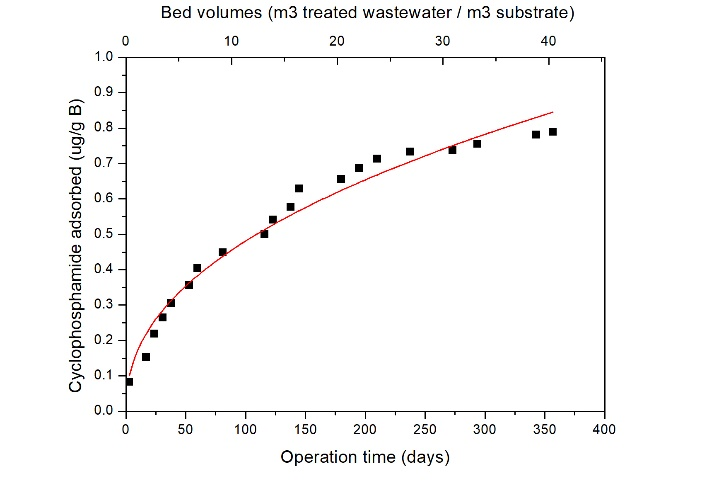 Bed volumes (m3 treated wastewater / m3 substrate)
0 10 20 30 40
Cyclophosphamide adsorbed (ug/g B)
1.0
0.9
0.8
0.7
0.6
0.5
0.4
0.3
0.2
0.1
0.0
0 50 100 150 200 250 300 350 400
Operation time (days)